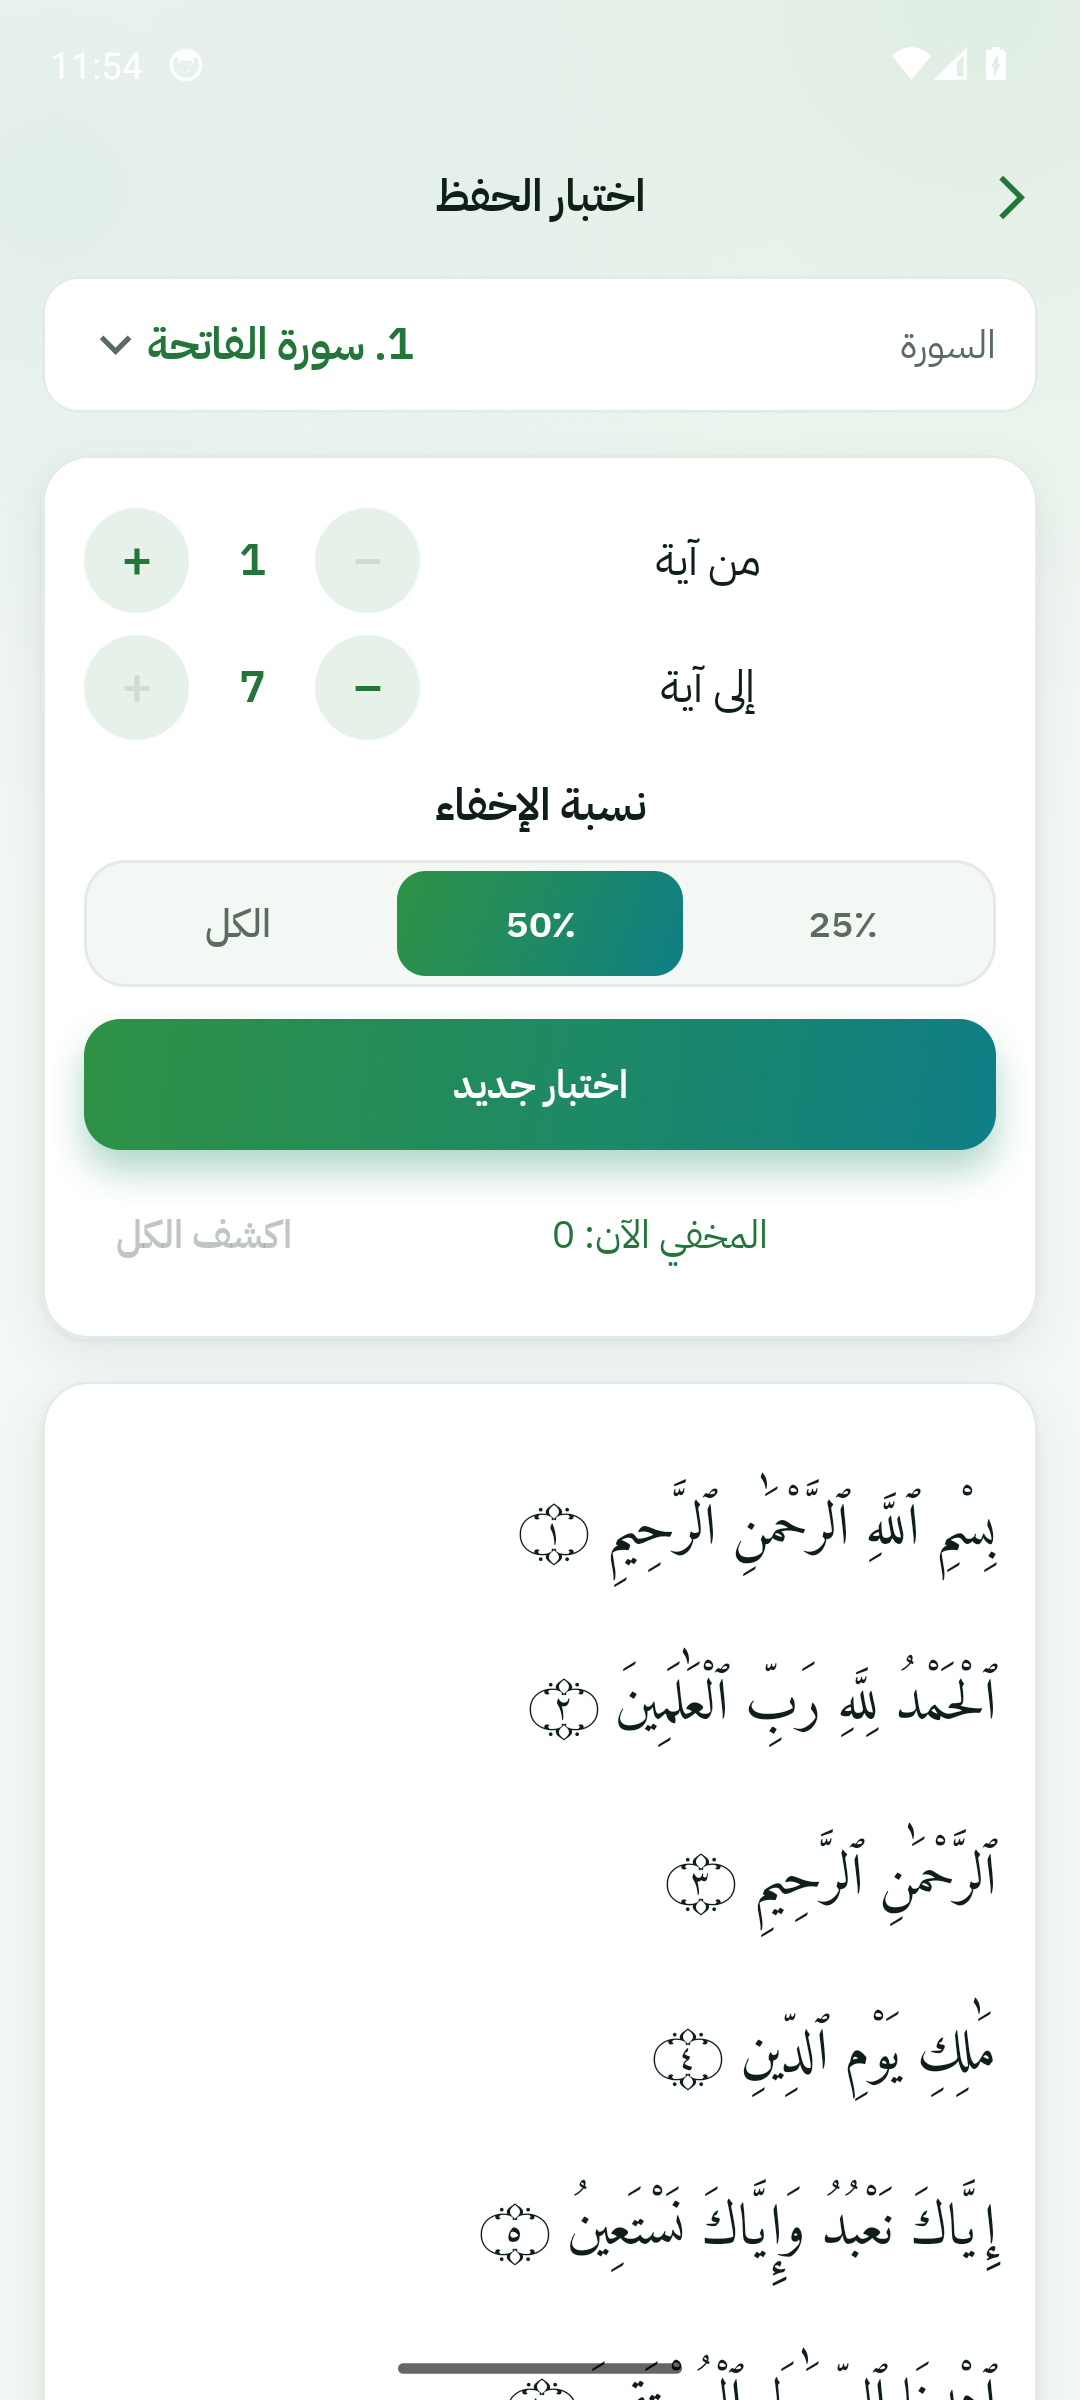 11:54
اختبار الحفظ
السورة 1. سورة الفاتحة
من آية − 1 +
إلى آية − 7 +
نسبة الإخفاء
25٪ 50٪ الكل
اختبار جديد
المخفي الآن: 0 اكشف الكل
بِسْمِ ٱللَّهِ ٱلرَّحْمَٰنِ ٱلرَّحِيمِ ١
ٱلْحَمْدُ لِلَّهِ رَبِّ ٱلْعَٰلَمِينَ ٢
ٱلرَّحْمَٰنِ ٱلرَّحِيمِ ٣
مَٰلِكِ يَوْمِ ٱلدِّينِ ٤
إِيَّاكَ نَعْبُدُ وَإِيَّاكَ نَسْتَعِينُ ٥